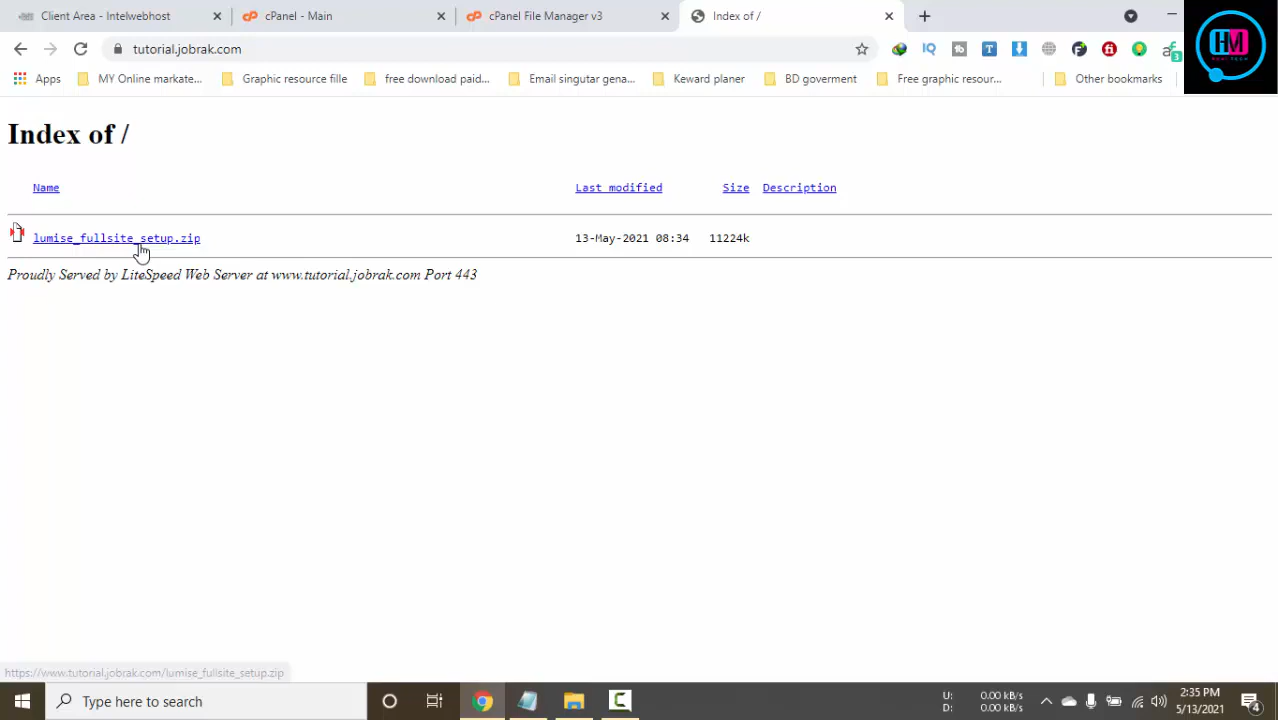 Client Area - Intelwebhost
cPanel - Main
cPanel File Manager v3
Index of /
tutorial.jobrak.com
Apps
MY Online markate...
Graphic resource fille
free download paid...
Email singutar gena...
Keward planer
BD goverment
Free graphic resour...
Other bookmarks
HM
Index of /
Name Last modified Size Description
lumise_fullsite_setup.zip 13-May-2021 08:34 11224k
Proudly Served by LiteSpeed Web Server at www.tutorial.jobrak.com Port 443
https://www.tutorial.jobrak.com/lumise_fullsite_setup.zip
Type here to search
U: 0.00 kB/s
D: 0.00 kB/s
2:35 PM
5/13/2021
4